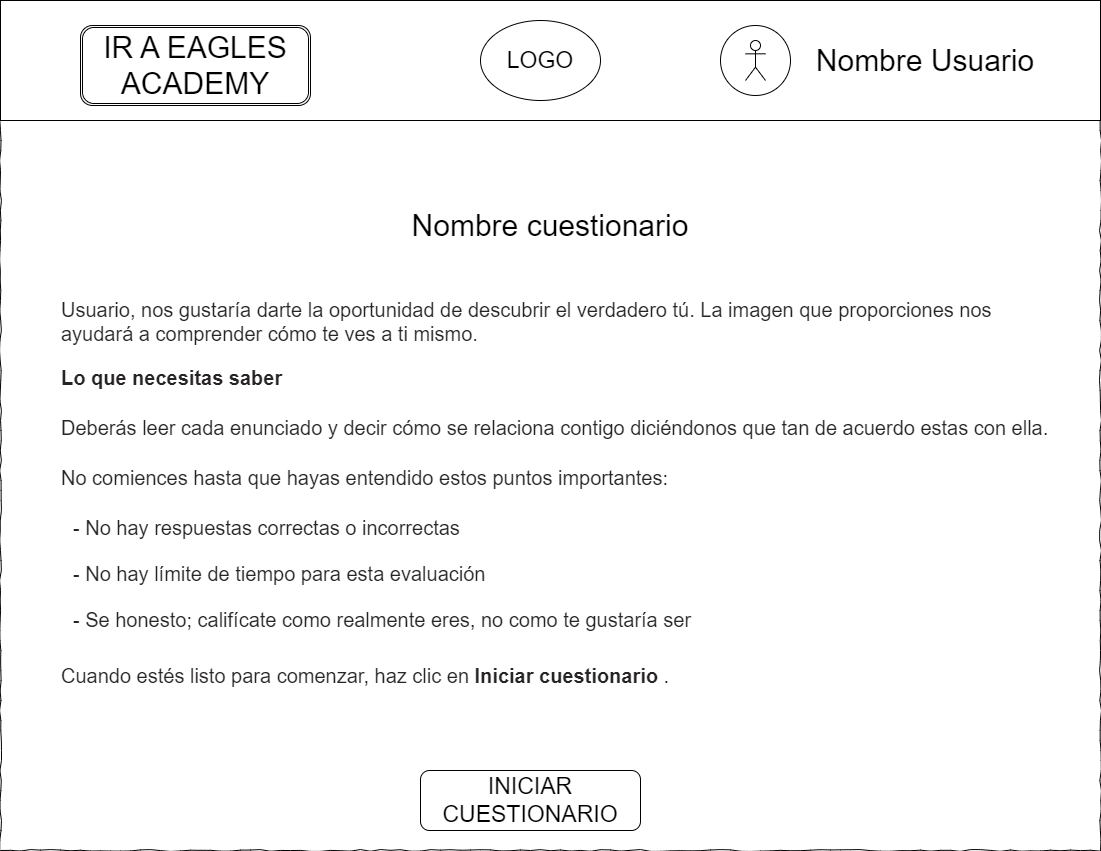 IR A EAGLES
ACADEMY
LOGO
Nombre Usuario
Nombre cuestionario
Usuario, nos gustaría darte la oportunidad de descubrir el verdadero tú. La imagen que proporciones nos
ayudará a comprender cómo te ves a ti mismo.
Lo que necesitas saber
Deberás leer cada enunciado y decir cómo se relaciona contigo diciéndonos que tan de acuerdo estas con ella.
No comiences hasta que hayas entendido estos puntos importantes:
- No hay respuestas correctas o incorrectas
- No hay límite de tiempo para esta evaluación
- Se honesto; califícate como realmente eres, no como te gustaría ser
Cuando estés listo para comenzar, haz clic en Iniciar cuestionario .
INICIAR
CUESTIONARIO